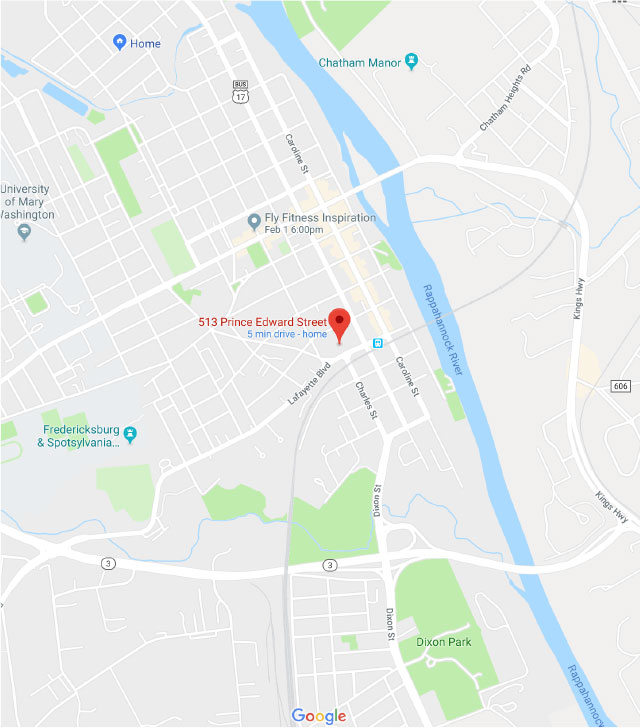 Home
Chatham Manor
BUS
17
Chatham Heights Rd
Caroline St
University
of Mary
Washington
Fly Fitness Inspiration
Feb 1 6:00pm
Kings Hwy
Rappahannock River
513 Prince Edward Street
5 min drive - home
Lafayette Blvd
Charles St
Caroline St
606
Fredericksburg
& Spotsylvania...
Dixon St
Kings Hwy
3
3
Dixon St
Dixon Park
Rappahannock
Google